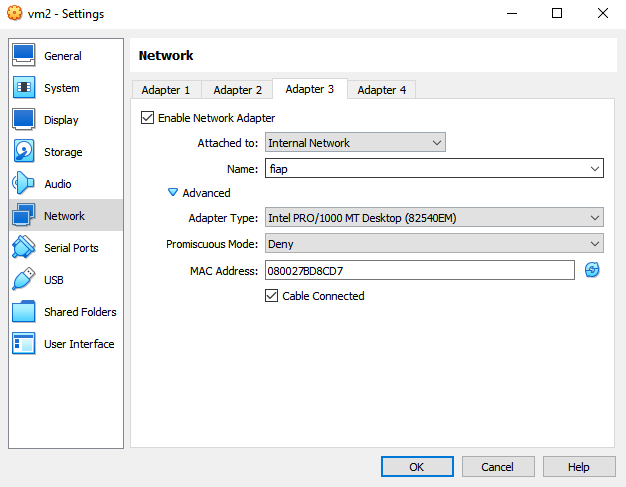 vm2 - Settings
General
System
Display
Storage
Audio
Network
Serial Ports
USB
Shared Folders
User Interface
Network
Adapter 1 Adapter 2 Adapter 3 Adapter 4
Enable Network Adapter
Attached to: Internal Network
Name: fiap
Advanced
Adapter Type: Intel PRO/1000 MT Desktop (82540EM)
Promiscuous Mode: Deny
MAC Address: 080027BD8CD7
Cable Connected
OK Cancel Help